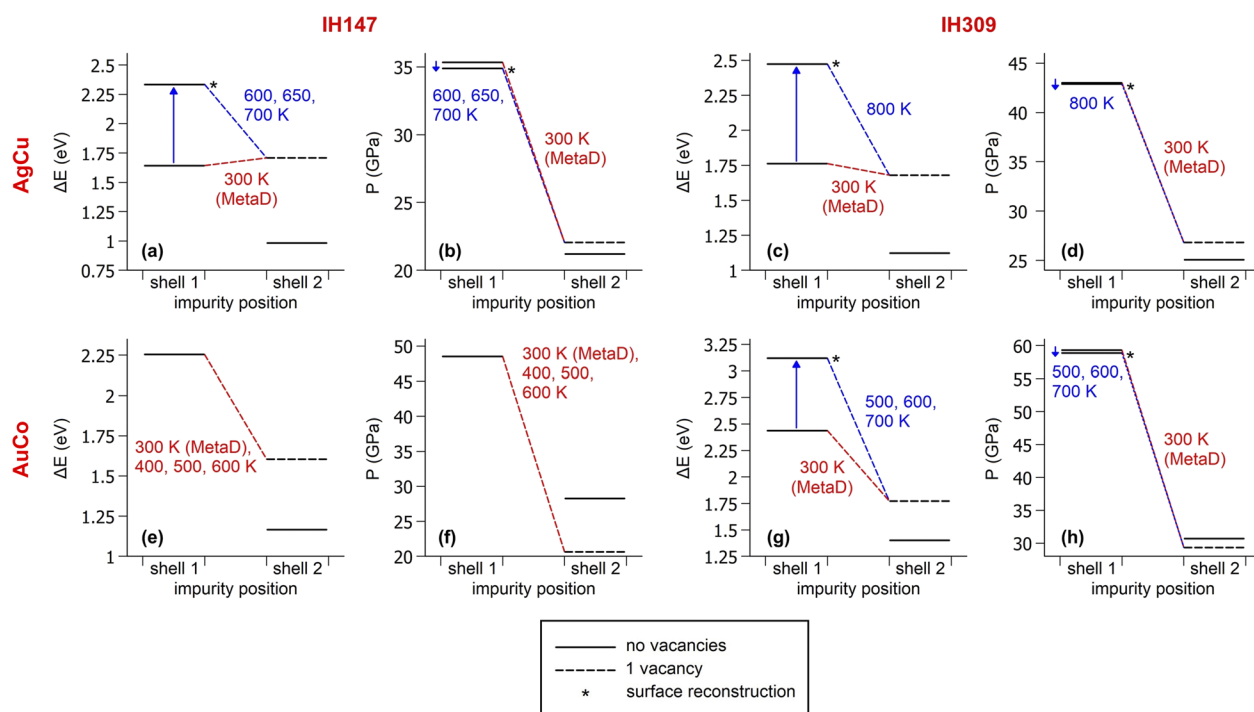 IH147
IH309
AgCu
ΔE (eV)
2.5
2.25
2
1.75
1.5
1.25
1
0.75
*
600, 650,
700 K
300 K
(MetaD)
(a)
shell 1
shell 2
impurity position
P (GPa)
35
30
25
20
*
600, 650,
700 K
300 K
(MetaD)
(b)
shell 1
shell 2
impurity position
ΔE (eV)
2.5
2.25
2
1.75
1.5
1.25
1
*
800 K
300 K
(MetaD)
(c)
shell 1
shell 2
impurity position
P (GPa)
45
40
35
30
25
*
800 K
300 K
(MetaD)
(d)
shell 1
shell 2
impurity position
AuCo
ΔE (eV)
2.25
2
1.75
1.5
1.25
1
300 K (MetaD),
400, 500, 600 K
(e)
shell 1
shell 2
impurity position
P (GPa)
50
45
40
35
30
25
20
300 K (MetaD),
400, 500,
600 K
(f)
shell 1
shell 2
impurity position
ΔE (eV)
3.25
3
2.75
2.5
2.25
2
1.75
1.5
1.25
*
500, 600,
700 K
300 K
(MetaD)
(g)
shell 1
shell 2
impurity position
P (GPa)
60
55
50
45
40
35
30
*
500, 600,
700 K
300 K
(MetaD)
(h)
shell 1
shell 2
impurity position
no vacancies
1 vacancy
* surface reconstruction